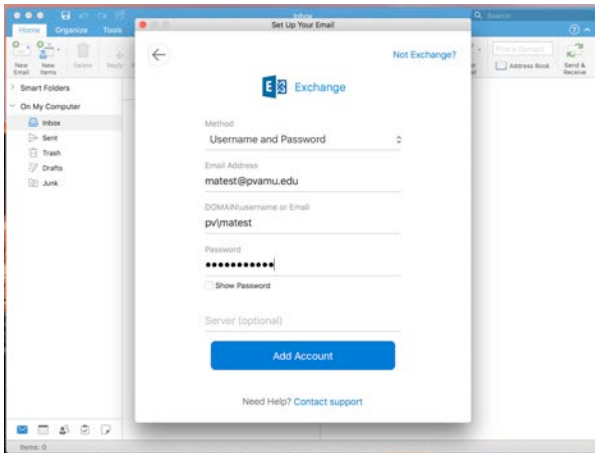 Inbox
Search
Home Organize Tools
Set Up Your Email
New Email
New Items
Delete
Reply
Find a Contact
Address Book
Send & Receive
Smart Folders
On My Computer
Inbox
Sent
Trash
Drafts
Junk
Not Exchange?
E Exchange
Method
Username and Password
Email Address
matest@pvamu.edu
DOMAIN\username or Email
pv\matest
Password
Show Password
Server (optional)
Add Account
Need Help? Contact support
Items: 0